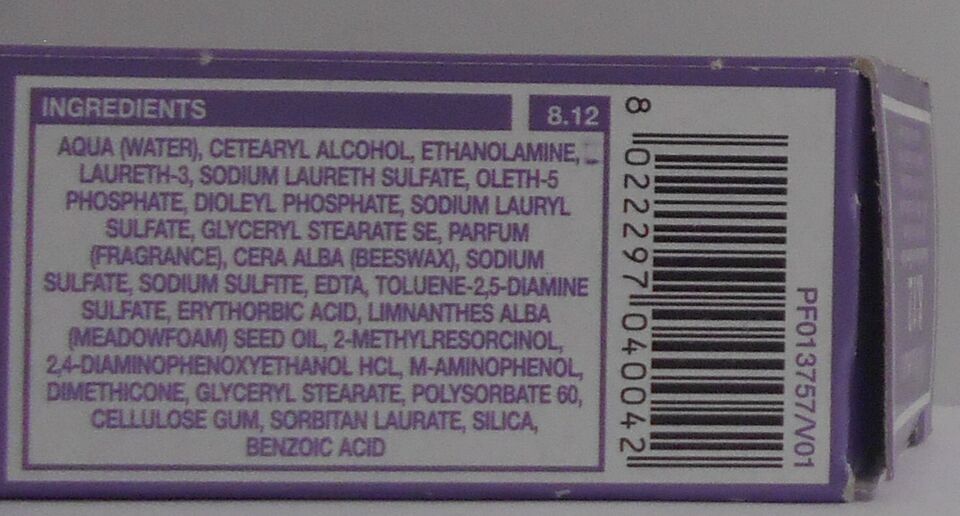 INGREDIENTS
8.12
AQUA (WATER), CETEARYL ALCOHOL, ETHANOLAMINE,
LAURETH-3, SODIUM LAURETH SULFATE, OLETH-5
PHOSPHATE, DIOLEYL PHOSPHATE, SODIUM LAURYL
SULFATE, GLYCERYL STEARATE SE, PARFUM
(FRAGRANCE), CERA ALBA (BEESWAX), SODIUM
SULFATE, SODIUM SULFITE, EDTA, TOLUENE-2,5-DIAMINE
SULFATE, ERYTHORBIC ACID, LIMNANTHES ALBA
(MEADOWFOAM) SEED OIL, 2-METHYLRESORCINOL,
2,4-DIAMINOPHENOXYETHANOL HCL, M-AMINOPHENOL,
DIMETHICONE, GLYCERYL STEARATE, POLYSORBATE 60,
CELLULOSE GUM, SORBITAN LAURATE, SILICA,
BENZOIC ACID
8 022297 040042
PF013757/V01